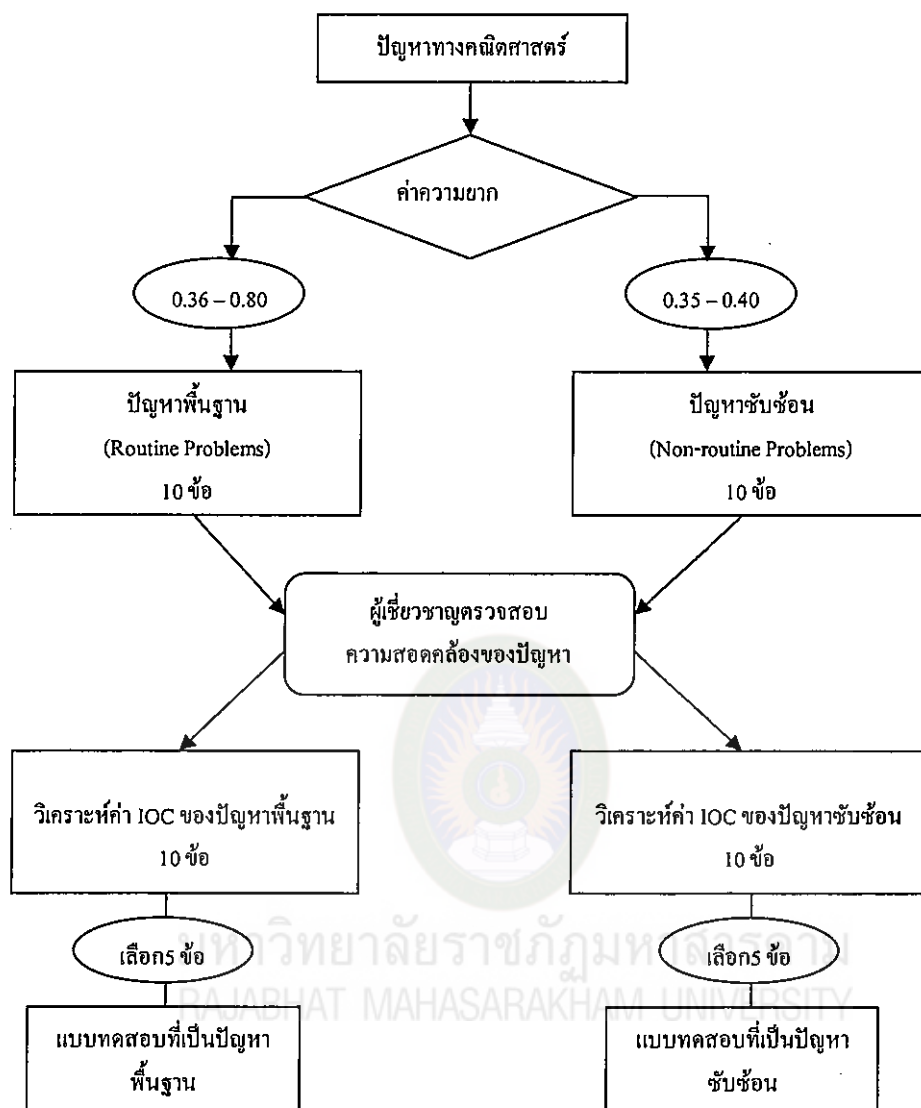 ปัญหาทางคณิตศาสตร์
ค่าความยาก
0.36 – 0.80
0.35 – 0.40
ปัญหาพื้นฐาน
(Routine Problems)
10 ข้อ
ปัญหาซับซ้อน
(Non-routine Problems)
10 ข้อ
ผู้เชี่ยวชาญตรวจสอบ
ความสอดคล้องของปัญหา
วิเคราะห์ค่า IOC ของปัญหาพื้นฐาน
10 ข้อ
วิเคราะห์ค่า IOC ของปัญหาซับซ้อน
10 ข้อ
มหาวิทยาลัยราชภัฏมหาสารคาม
เลือก5 ข้อ
เลือก5 ข้อ
RAJABHAT MAHASARAKHAM UNIVERSITY
แบบทดสอบที่เป็นปัญหา
พื้นฐาน
แบบทดสอบที่เป็นปัญหา
ซับซ้อน